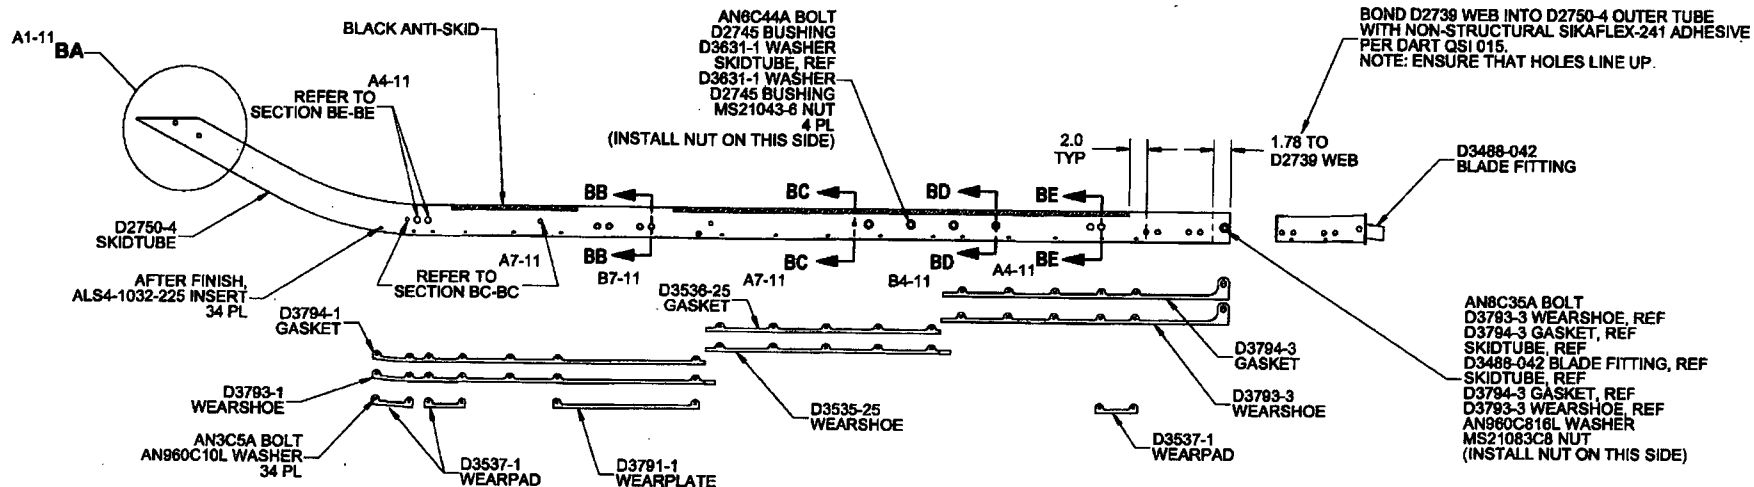 A1-11
BA
BLACK ANTI-SKID
A4-11
REFER TO
SECTION BE-BE
AN6C44A BOLT
D2745 BUSHING
D3631-1 WASHER
SKIDTUBE, REF
D3631-1 WASHER
D2745 BUSHING
MS21043-6 NUT
4 PL
(INSTALL NUT ON THIS SIDE)
BOND D2739 WEB INTO D2750-4 OUTER TUBE
WITH NON-STRUCTURAL SIKAFLEX-241 ADHESIVE
PER DART QSI 015.
NOTE: ENSURE THAT HOLES LINE UP.
2.0
TYP
1.78 TO
D2739 WEB
D3488-042
BLADE FITTING
BB
BC
BD
BE
D2750-4
SKIDTUBE
BB
BC
BD
BE
A7-11
B7-11
A7-11
B4-11
A4-11
REFER TO
SECTION BC-BC
AFTER FINISH,
ALS4-1032-225 INSERT
34 PL
D3794-1
GASKET
D3536-25
GASKET
D3794-3
GASKET
D3793-1
WEARSHOE
D3535-25
WEARSHOE
D3793-3
WEARSHOE
AN3C5A BOLT
AN960C10L WASHER
34 PL
D3537-1
WEARPAD
D3791-1
WEARPLATE
D3537-1
WEARPAD
AN8C35A BOLT
D3793-3 WEARSHOE, REF
D3794-3 GASKET, REF
SKIDTUBE, REF
D3488-042 BLADE FITTING, REF
SKIDTUBE, REF
D3794-3 GASKET, REF
D3793-3 WEARSHOE, REF
AN960C816L WASHER
MS21083C8 NUT
(INSTALL NUT ON THIS SIDE)